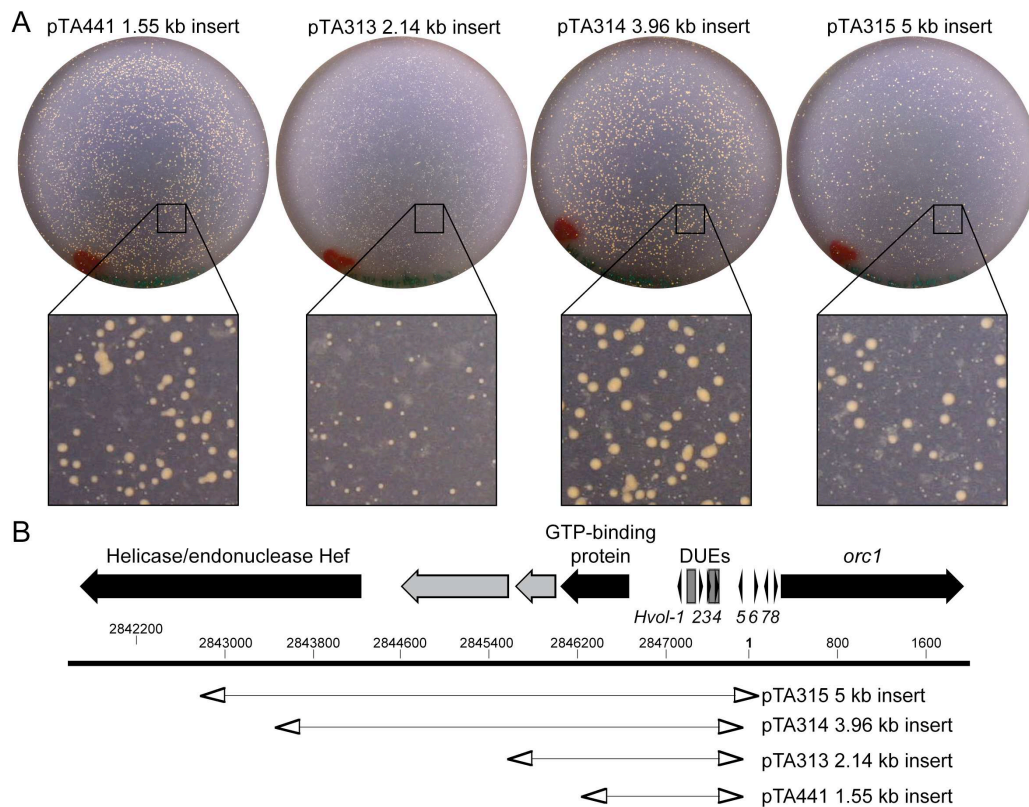 A
pTA441 1.55 kb insert
pTA313 2.14 kb insert
pTA314 3.96 kb insert
pTA315 5 kb insert
B
Helicase/endonuclease Hef
GTP-binding
protein
DUEs
orc1
Hvol-1 234 5 6 78
2842200 2843000 2843800 2844600 2845400 2846200 2847000 1 800 1600
pTA315 5 kb insert
pTA314 3.96 kb insert
pTA313 2.14 kb insert
pTA441 1.55 kb insert